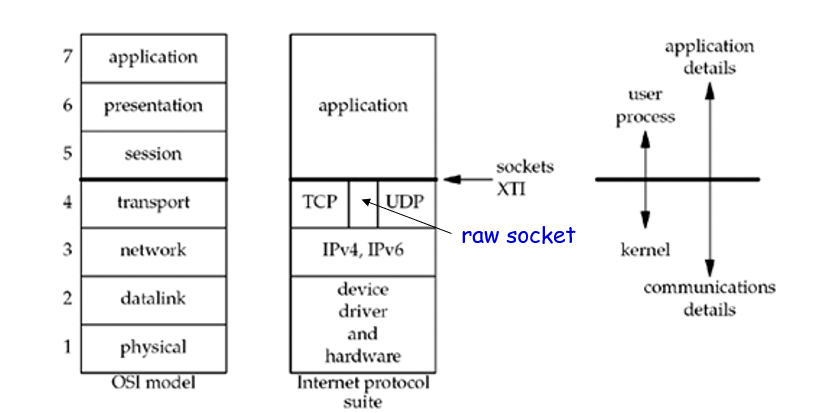 7
application
6
presentation
5
session
4
transport
3
network
2
datalink
1
physical
OSI model
application
TCP
UDP
IPv4, IPv6
device
driver
and
hardware
Internet protocol
suite
sockets
XTI
raw socket
application
details
user
process
kernel
communications
details